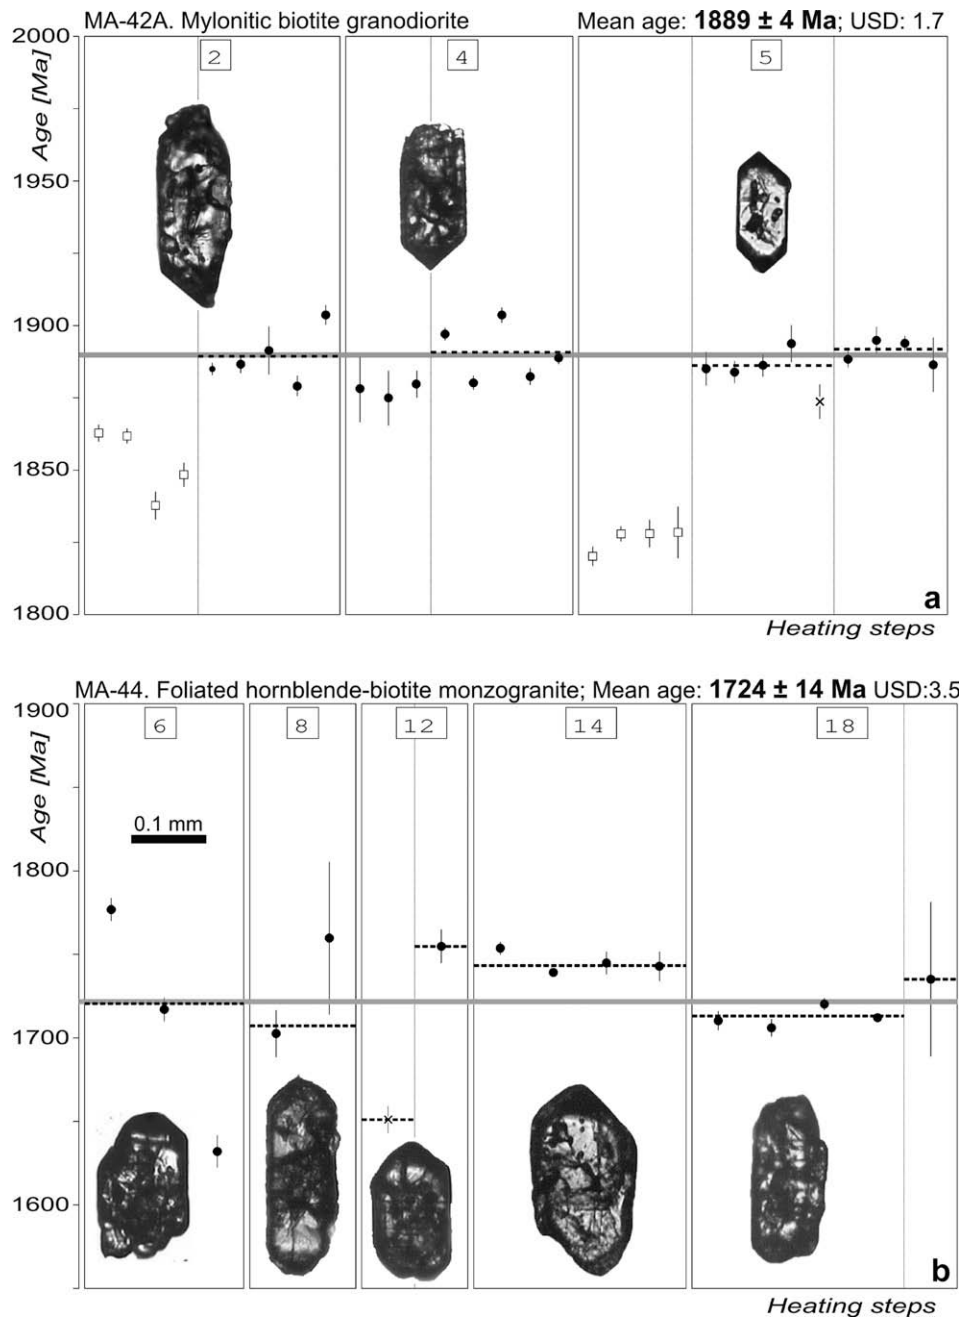 MA-42A. Mylonitic biotite granodiorite Mean age: 1889 ± 4 Ma; USD: 1.7
2000
2 4 5
Age [Ma]
1950
1900
1850
1800
a
Heating steps
MA-44. Foliated hornblende-biotite monzogranite; Mean age: 1724 ± 14 Ma USD:3.5
1900
6 8 12 14 18
Age [Ma]
0.1 mm
1800
1700
1600
b
Heating steps